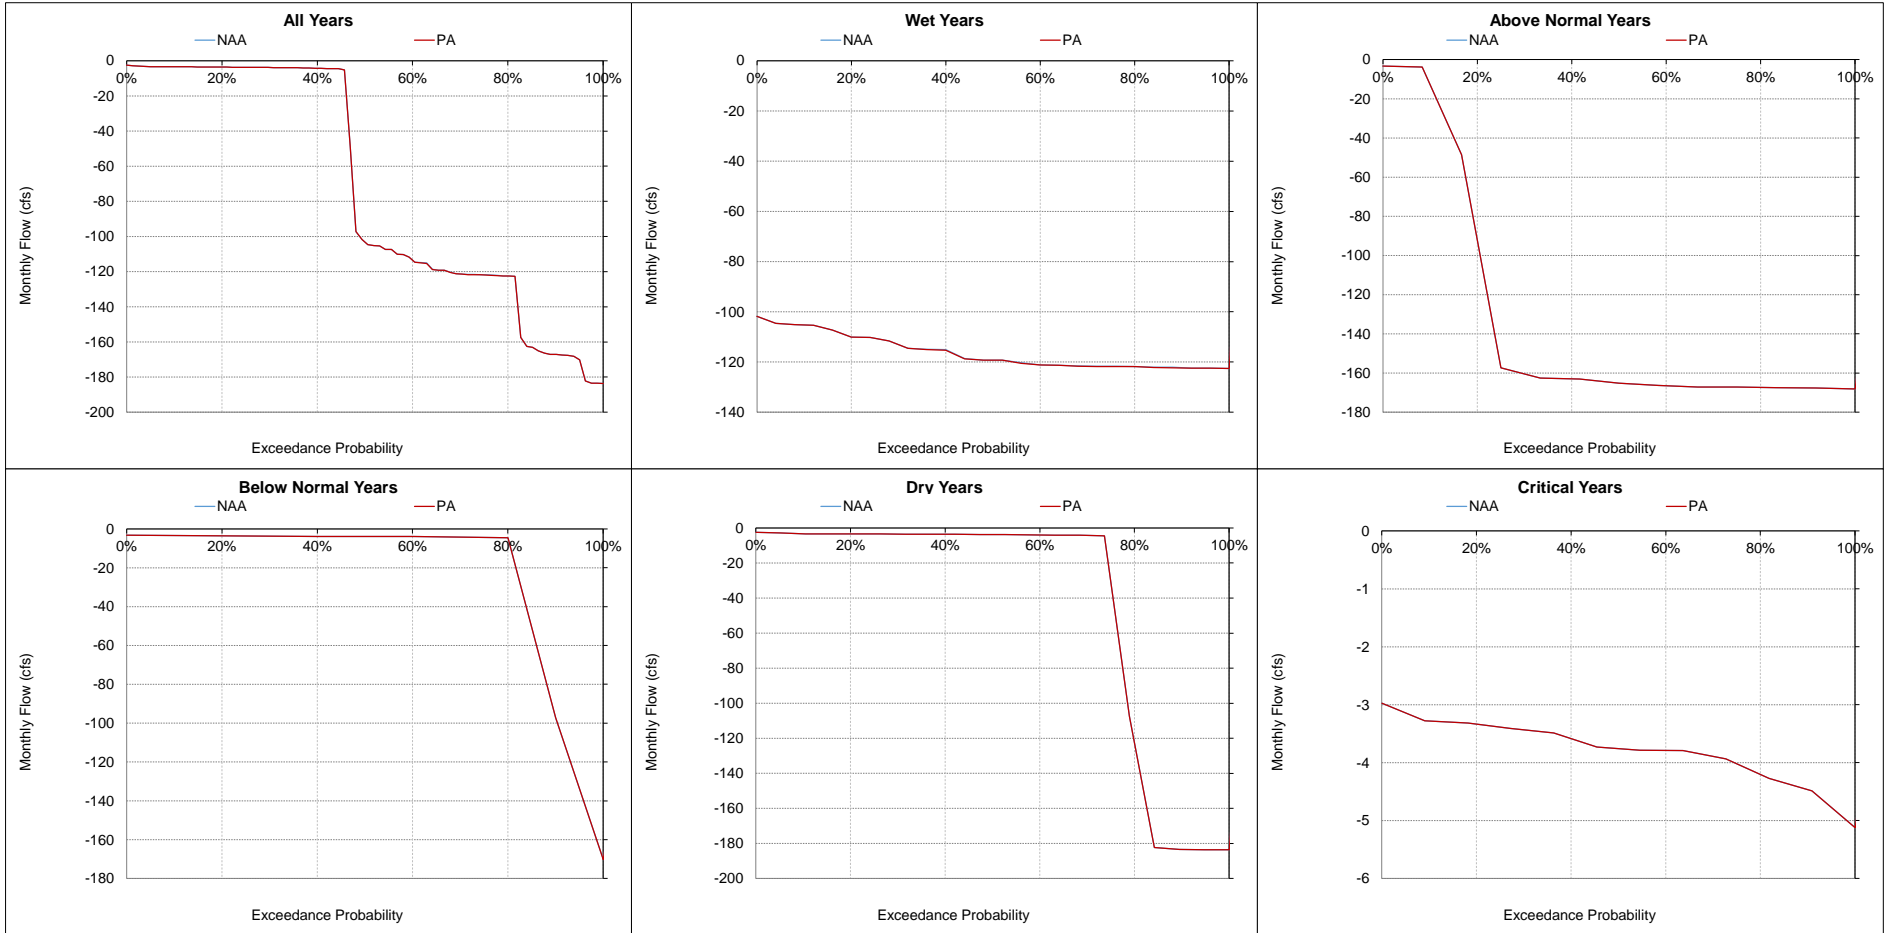 All Years
NAA PA
0
-20
-40
-60
-80
-100
-120
-140
-160
-180
-200
0% 20% 40% 60% 80% 100%
Monthly Flow (cfs)
Exceedance Probability
Wet Years
NAA PA
0
-20
-40
-60
-80
-100
-120
-140
0% 20% 40% 60% 80% 100%
Monthly Flow (cfs)
Exceedance Probability
Above Normal Years
NAA PA
0
-20
-40
-60
-80
-100
-120
-140
-160
-180
0% 20% 40% 60% 80% 100%
Monthly Flow (cfs)
Exceedance Probability
Below Normal Years
NAA PA
0
-20
-40
-60
-80
-100
-120
-140
-160
-180
0% 20% 40% 60% 80% 100%
Monthly Flow (cfs)
Exceedance Probability
Dry Years
NAA PA
0
-20
-40
-60
-80
-100
-120
-140
-160
-180
-200
0% 20% 40% 60% 80% 100%
Monthly Flow (cfs)
Exceedance Probability
Critical Years
NAA PA
0
-1
-2
-3
-4
-5
-6
0% 20% 40% 60% 80% 100%
Monthly Flow (cfs)
Exceedance Probability